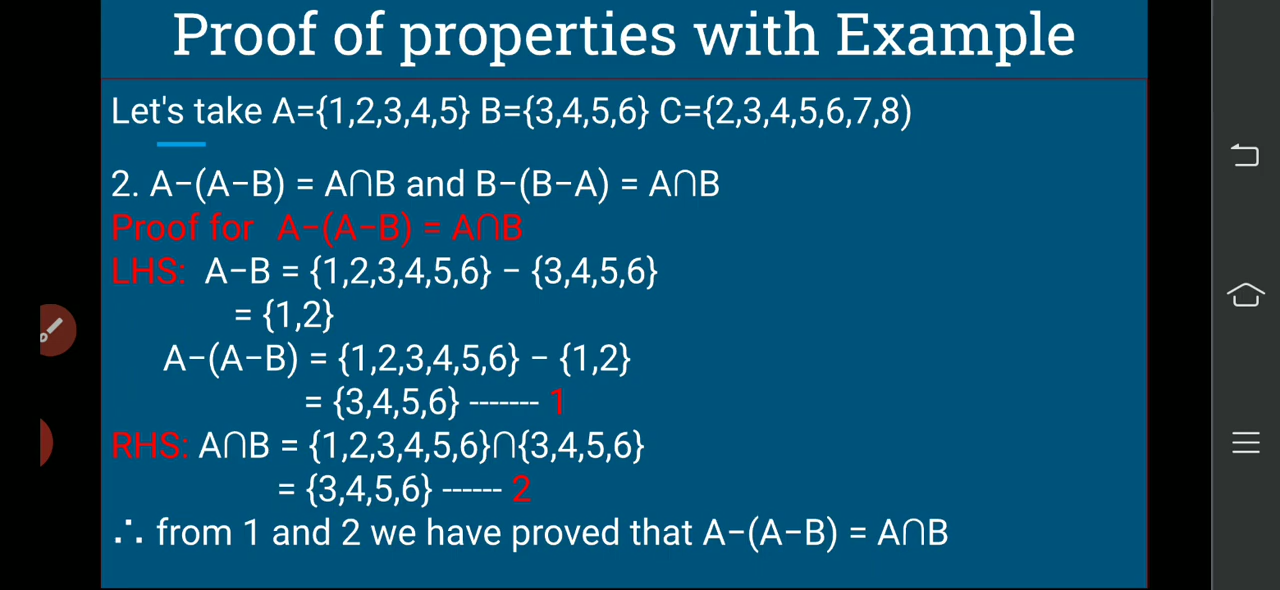 Proof of properties with Example
Let's take A={1,2,3,4,5} B={3,4,5,6} C={2,3,4,5,6,7,8)
2. A−(A−B) = A∩B and B−(B−A) = A∩B
Proof for A−(A−B) = A∩B
LHS: A−B = {1,2,3,4,5,6} − {3,4,5,6}
= {1,2}
A−(A−B) = {1,2,3,4,5,6} − {1,2}
= {3,4,5,6} ------- 1
RHS: A∩B = {1,2,3,4,5,6}∩{3,4,5,6}
= {3,4,5,6} ------ 2
∴ from 1 and 2 we have proved that A−(A−B) = A∩B